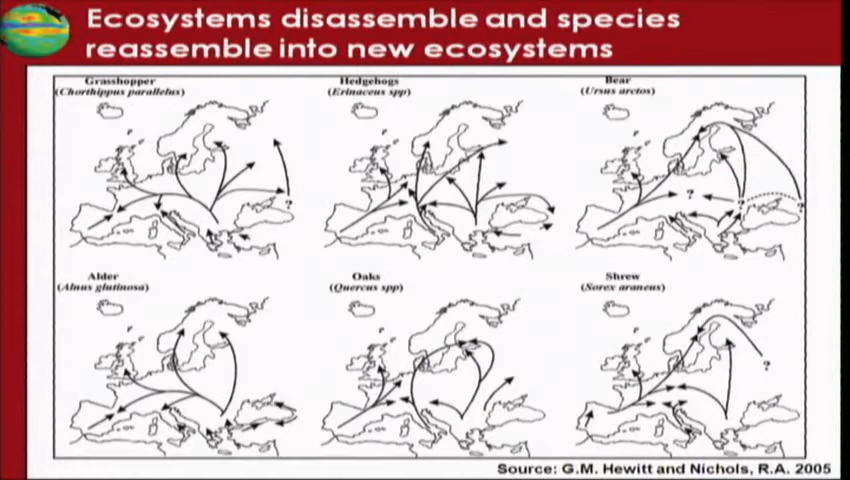 Ecosystems disassemble and species
reassemble into new ecosystems
Grasshopper
(Chorthippus parallelus)
Hedgehogs
(Erinaceus spp)
Bear
(Ursus arctos)
?
?
?
?
Alder
(Alnus glutinosa)
Oaks
(Quercus spp)
Shrew
(Sorex araneus)
?
Source: G.M. Hewitt and Nichols, R.A. 2005